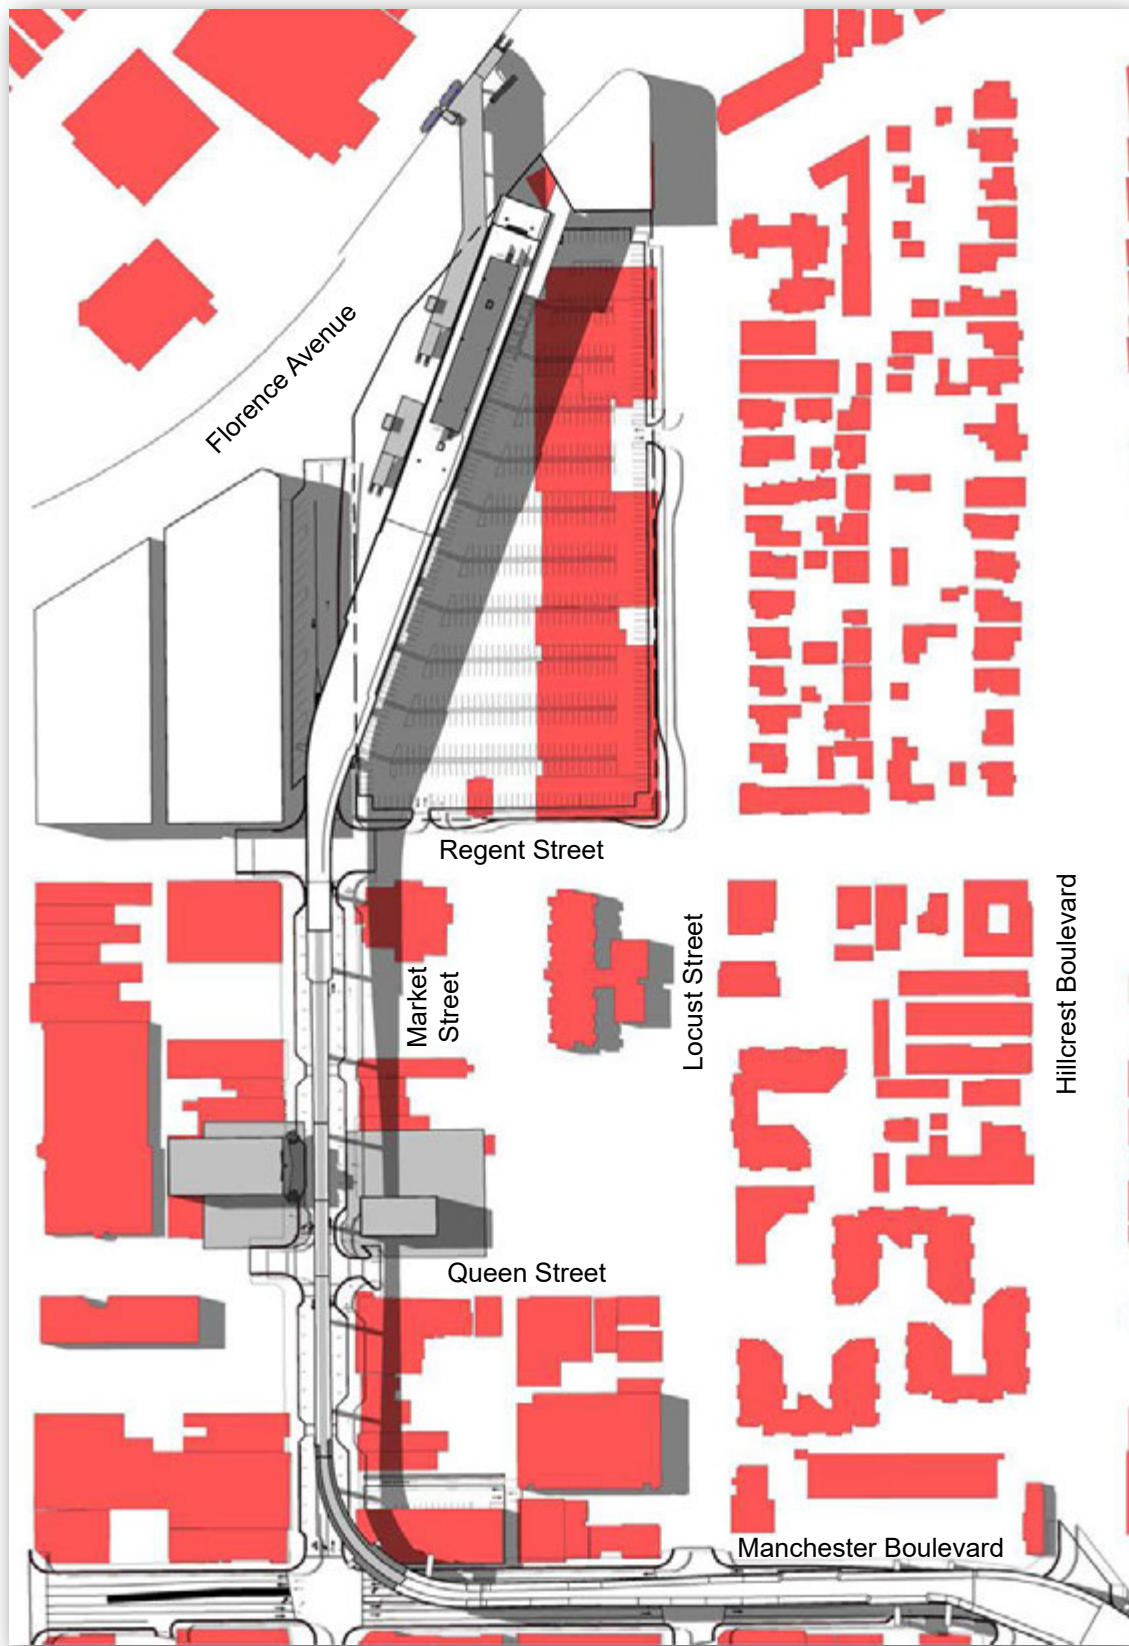 Florence Avenue
Regent Street
Market
Street
Locust Street
Hillcrest Boulevard
Queen Street
Manchester Boulevard